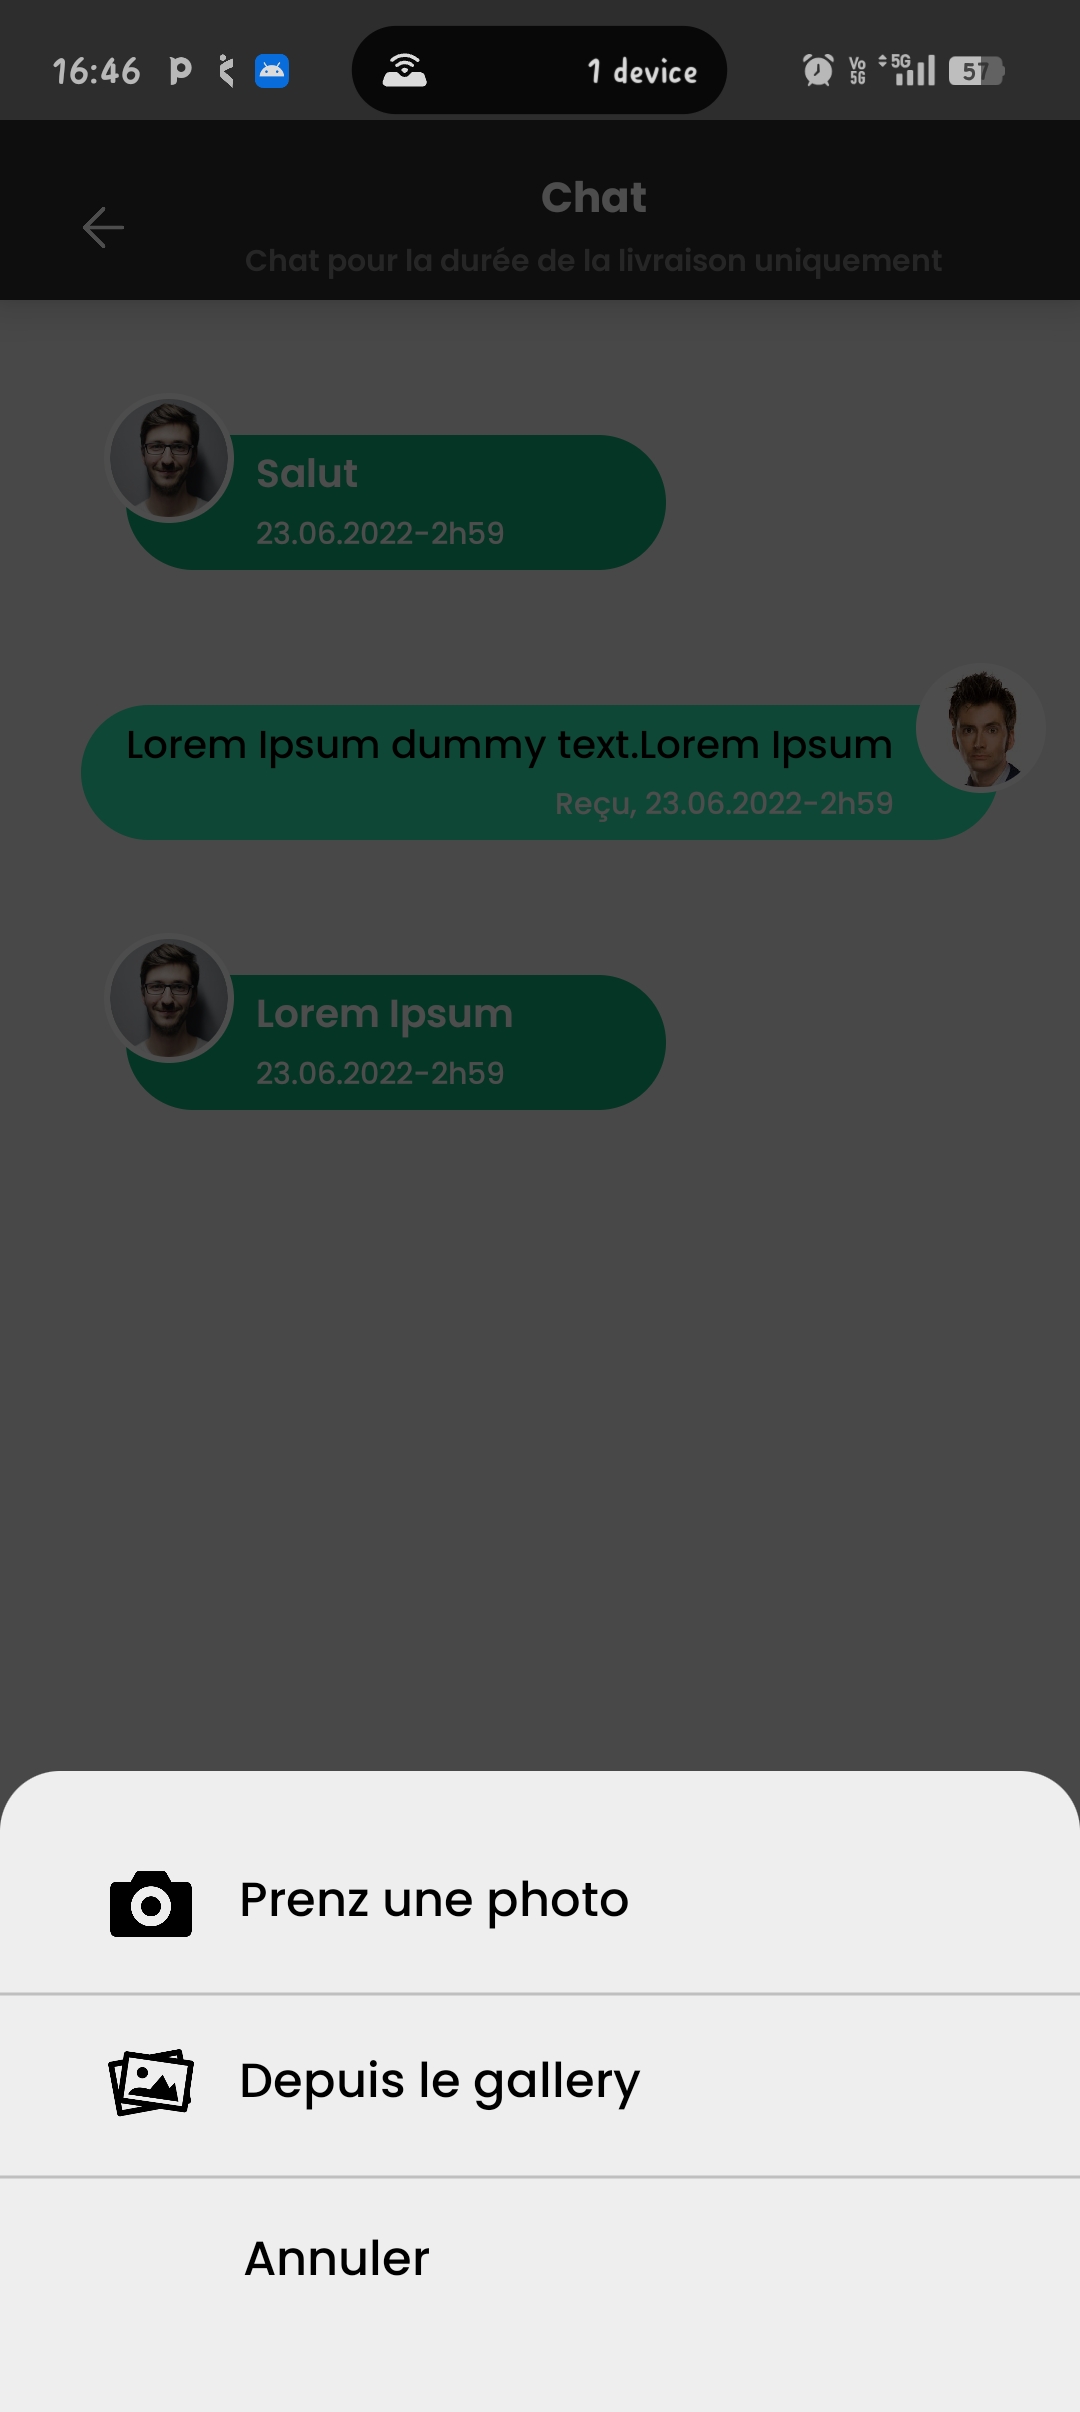 16:46
1 device
Vo 5G
5G
57
Chat
Chat pour la durée de la livraison uniquement
Salut
23.06.2022-2h59
Lorem Ipsum dummy text.Lorem Ipsum
Reçu, 23.06.2022-2h59
Lorem Ipsum
23.06.2022-2h59
Prenz une photo
Depuis le gallery
Annuler